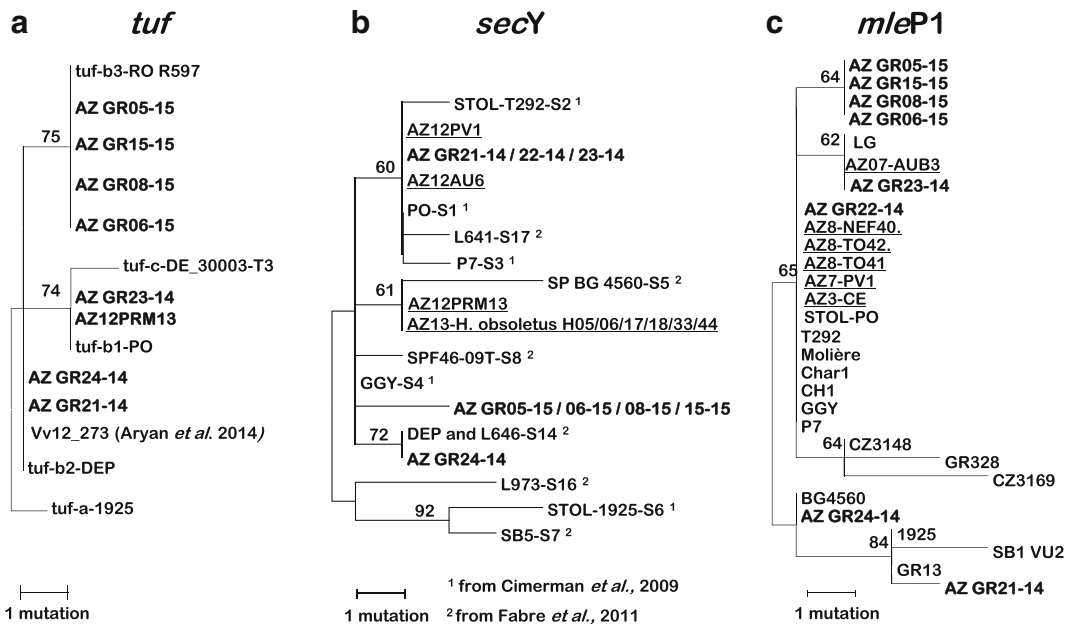 a tuf
75
tuf-b3-RO R597
AZ GR05-15
AZ GR15-15
AZ GR08-15
AZ GR06-15
74
tuf-c-DE_30003-T3
AZ GR23-14
AZ12PRM13
tuf-b1-PO
AZ GR24-14
AZ GR21-14
Vv12_273 (Aryan et al. 2014)
tuf-b2-DEP
tuf-a-1925
1 mutation
b secY
60
STOL-T292-S2 1
AZ12PV1
AZ GR21-14 / 22-14 / 23-14
AZ12AU6
PO-S1 1
L641-S17 2
P7-S3 1
61
SP BG 4560-S5 2
AZ12PRM13
AZ13-H. obsoletus H05/06/17/18/33/44
SPF46-09T-S8 2
GGY-S4 1
AZ GR05-15 / 06-15 / 08-15 / 15-15
72
DEP and L646-S14 2
AZ GR24-14
L973-S16 2
92
STOL-1925-S6 1
SB5-S7 2
1 mutation
1 from Cimerman et al., 2009
2 from Fabre et al., 2011
c mleP1
64
AZ GR05-15
AZ GR15-15
AZ GR08-15
AZ GR06-15
62
LG
AZ07-AUB3
AZ GR23-14
65
AZ GR22-14
AZ8-NEF40.
AZ8-TO42.
AZ8-TO41
AZ7-PV1
AZ3-CE
STOL-PO
T292
Molière
Char1
CH1
GGY
P7
64
CZ3148
GR328
CZ3169
BG4560
AZ GR24-14
84
1925
SB1 VU2
GR13
AZ GR21-14
1 mutation